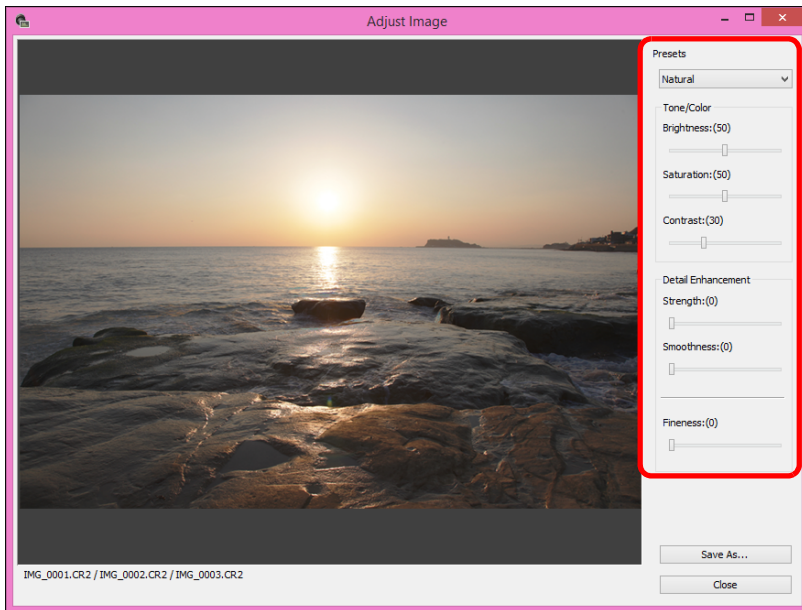 Adjust Image
Presets
Natural
Tone/Color
Brightness:(50)
Saturation:(50)
Contrast:(30)
Detail Enhancement
Strength:(0)
Smoothness:(0)
Fineness:(0)
Save As...
Close
IMG_0001.CR2 / IMG_0002.CR2 / IMG_0003.CR2